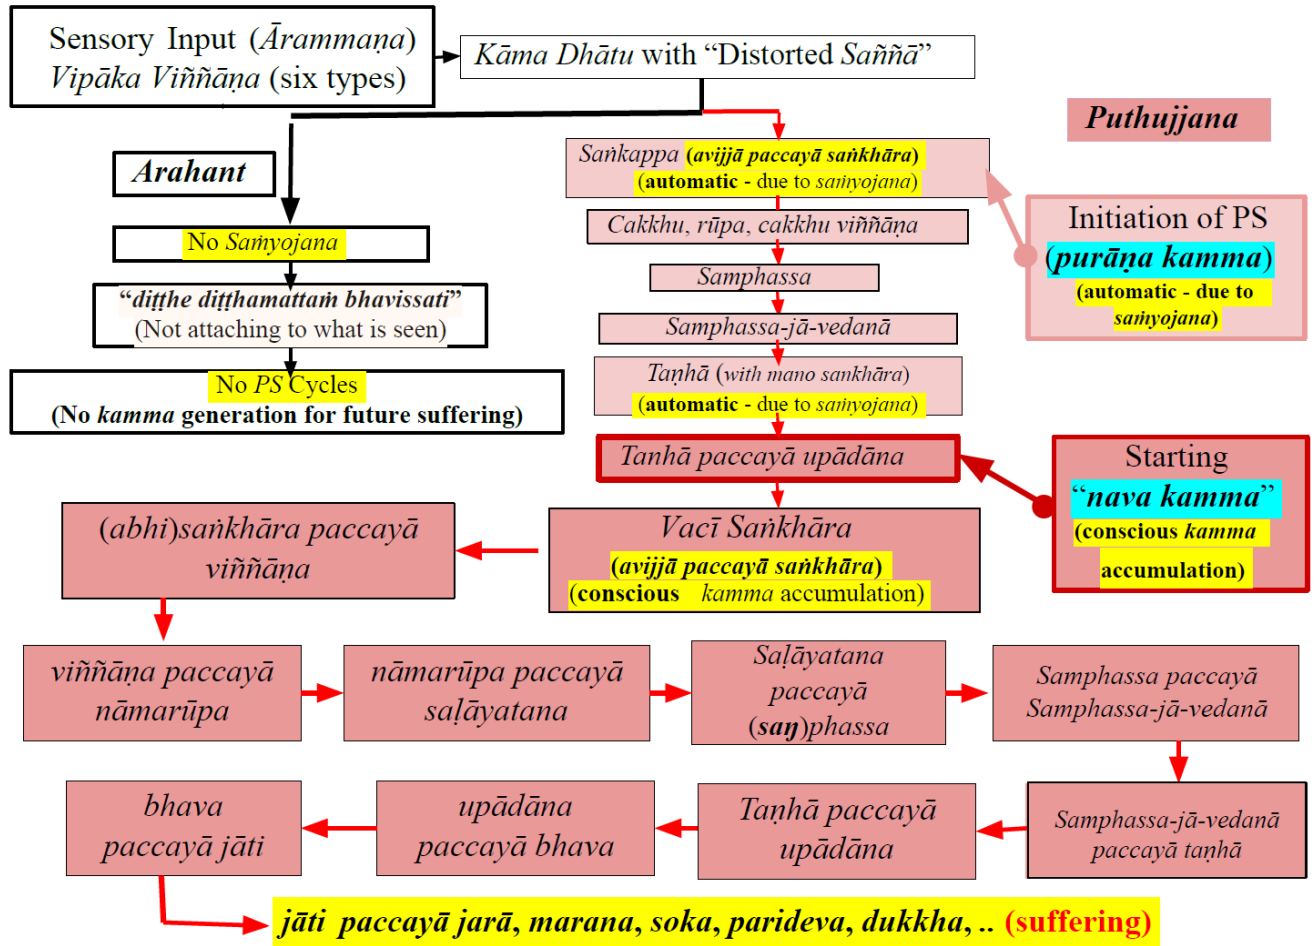 Sensory Input (Ārammaṇa)
Vipāka Viññāṇa (six types)
Kāma Dhātu with “Distorted Saññā”
Puthujjana
Arahant
No Saṁyojana
“diṭṭhe diṭṭhamattaṁ bhavissati”
(Not attaching to what is seen)
No PS Cycles
(No kamma generation for future suffering)
Saṅkappa (avijjā paccayā saṅkhāra)
(automatic - due to saṁyojana)
Cakkhu, rūpa, cakkhu viññāṇa
Samphassa
Samphassa-jā-vedanā
Taṇhā (with mano sankhāra)
(automatic - due to saṁyojana)
Tanhā paccayā upādāna
Initiation of PS
(purāṇa kamma)
(automatic - due to
saṁyojana)
Starting
“nava kamma”
(conscious kamma
accumulation)
Vacī Saṅkhāra
(avijjā paccayā saṅkhāra)
(conscious kamma accumulation)
(abhi)saṅkhāra paccayā
viññāṇa
viññāṇa paccayā
nāmarūpa
nāmarūpa paccayā
saḷāyatana
Saḷāyatana
paccayā
(saŋ)phassa
Samphassa paccayā
Samphassa-jā-vedanā
Samphassa-jā-vedanā
paccayā taṇhā
Taṇhā paccayā
upādāna
upādāna
paccayā bhava
bhava
paccayā jāti
jāti paccayā jarā, marana, soka, parideva, dukkha, .. (suffering)